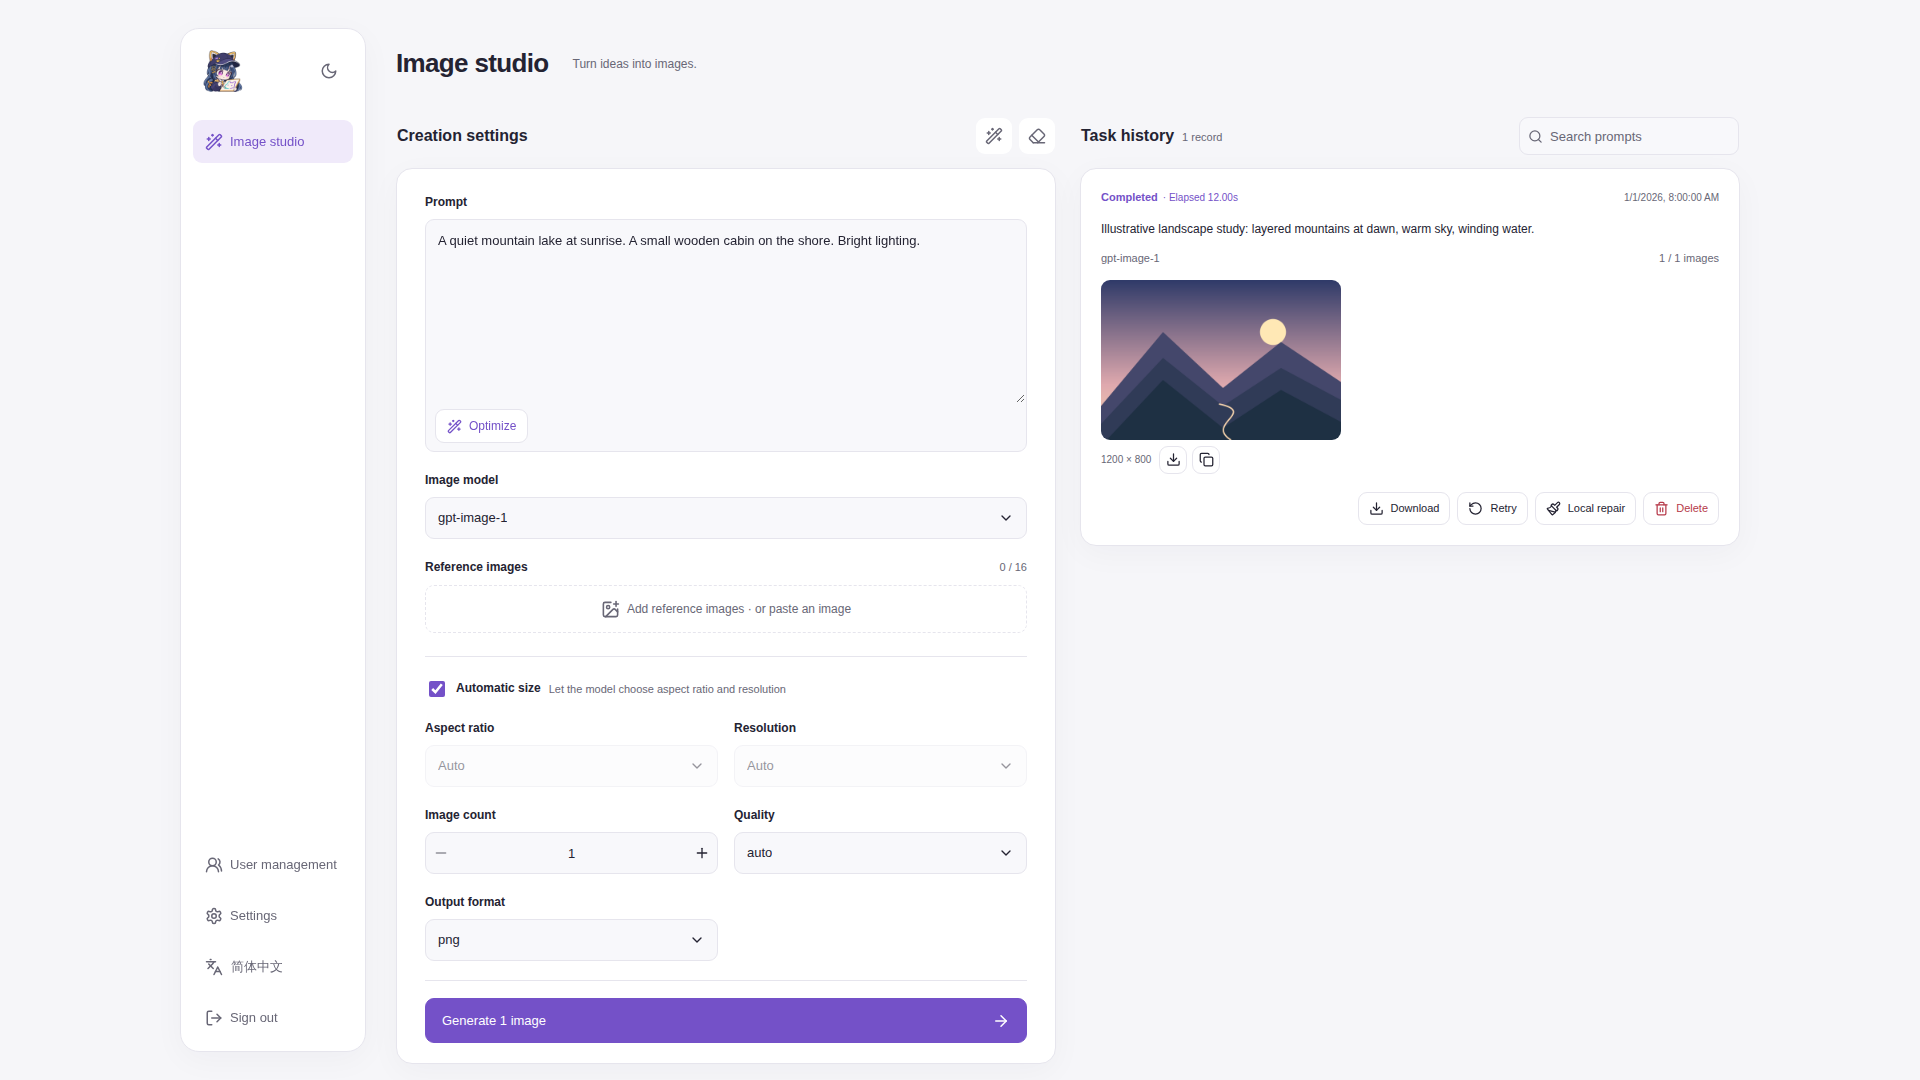 Image studio
User management
Settings
简体中文
Sign out
Image studio
Turn ideas into images.
Creation settings
Prompt
A quiet mountain lake at sunrise. A small wooden cabin on the shore. Bright lighting.
Optimize
Image model
gpt-image-1
Reference images
0 / 16
Add reference images · or paste an image
Automatic size
Let the model choose aspect ratio and resolution
Aspect ratio
Resolution
Auto
Auto
Image count
Quality
1
auto
Output format
png
Generate 1 image
Task history
1 record
Search prompts
Completed · Elapsed 12.00s
1/1/2026, 8:00:00 AM
Illustrative landscape study: layered mountains at dawn, warm sky, winding water.
gpt-image-1
1 / 1 images
1200 × 800
Download
Retry
Local repair
Delete